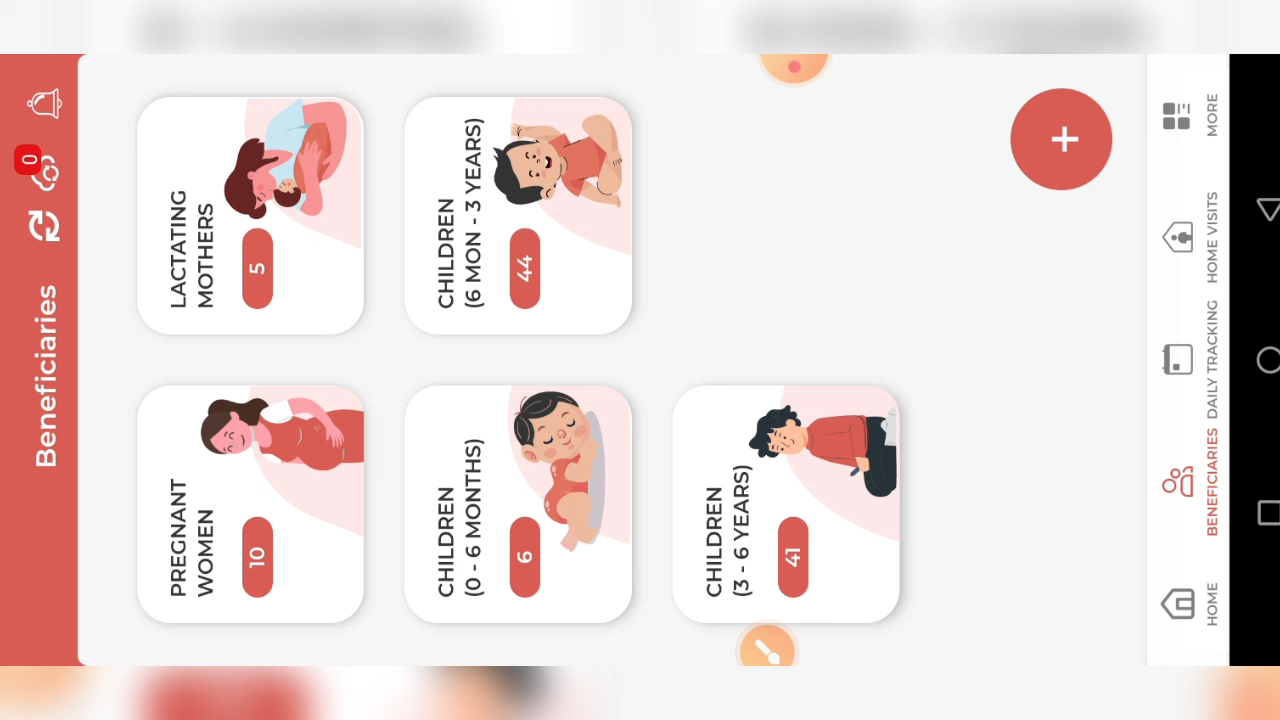 Beneficiaries
0
PREGNANT
WOMEN
10
LACTATING
MOTHERS
5
CHILDREN
(0 - 6 MONTHS)
6
CHILDREN
(6 MON - 3 YEARS)
44
CHILDREN
(3 - 6 YEARS)
41
+
HOME
BENEFICIARIES
DAILY TRACKING
HOME VISITS
MORE